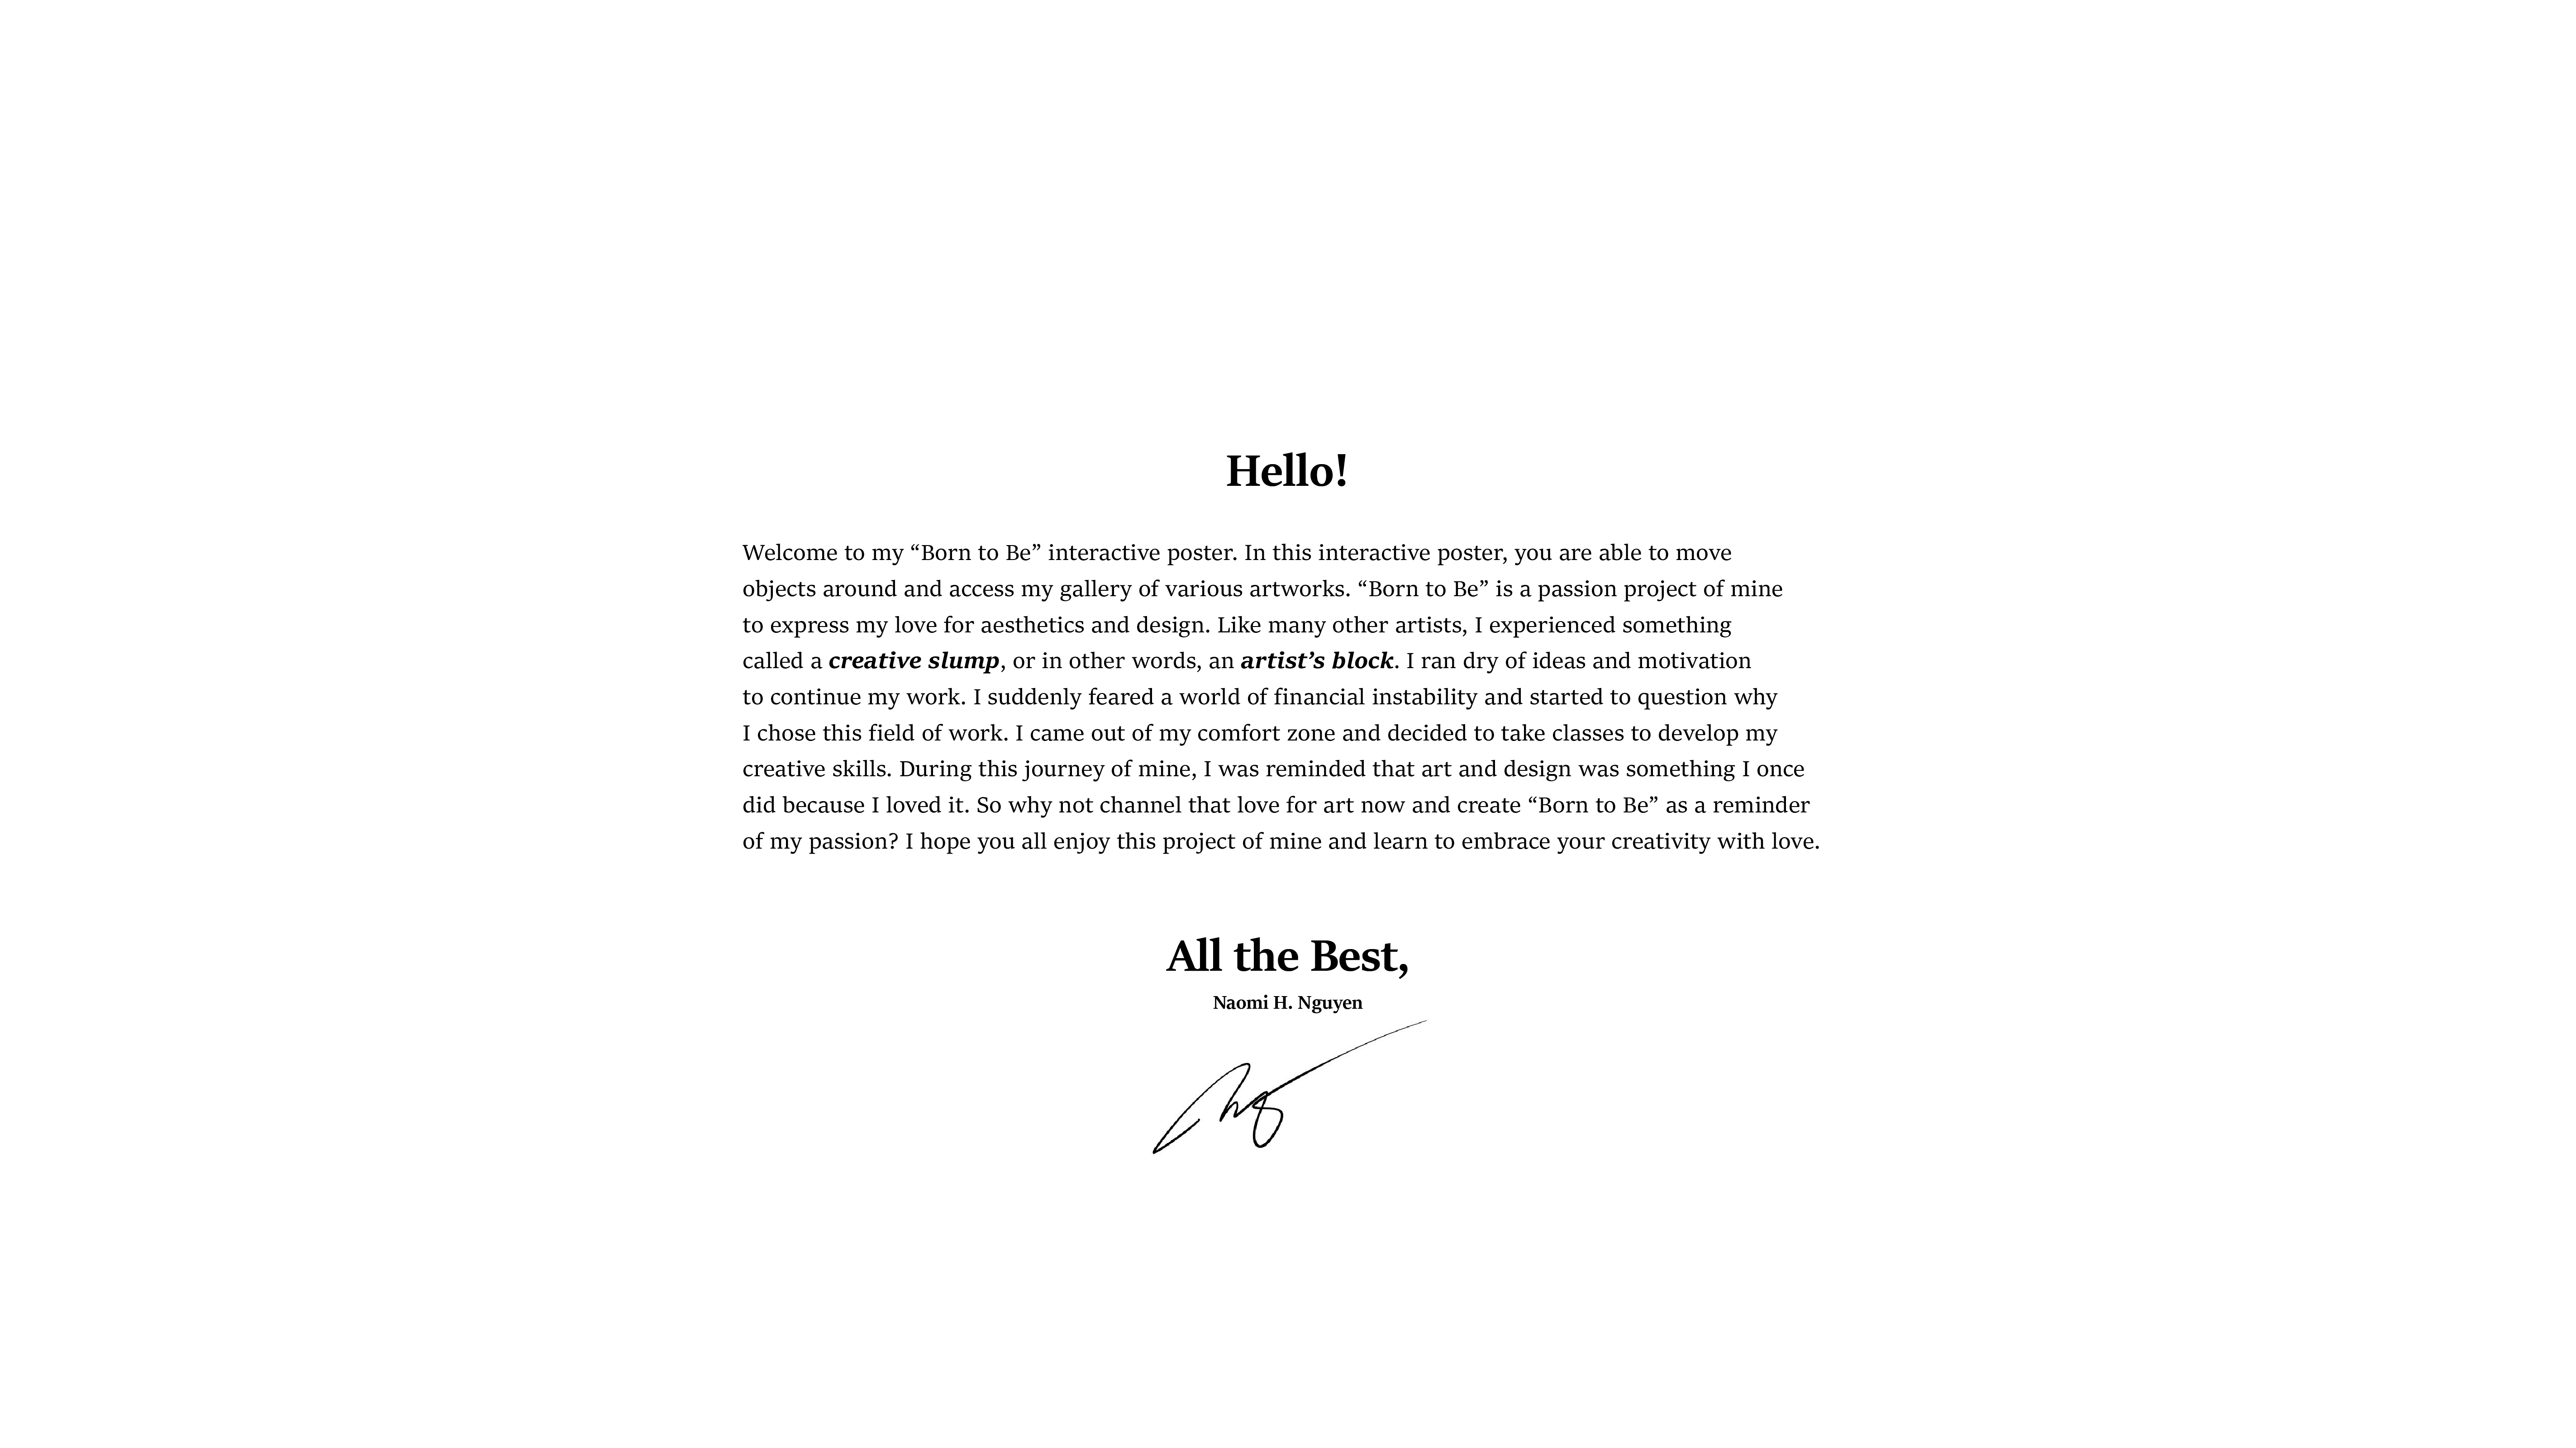 Hello!
Welcome to my “Born to Be” interactive poster. In this interactive poster, you are able to move
objects around and access my gallery of various artworks. “Born to Be” is a passion project of mine
to express my love for aesthetics and design. Like many other artists, I experienced something
called a creative slump, or in other words, an artist’s block. I ran dry of ideas and motivation
to continue my work. I suddenly feared a world of financial instability and started to question why
I chose this field of work. I came out of my comfort zone and decided to take classes to develop my
creative skills. During this journey of mine, I was reminded that art and design was something I once
did because I loved it. So why not channel that love for art now and create “Born to Be” as a reminder
of my passion? I hope you all enjoy this project of mine and learn to embrace your creativity with love.
All the Best,
Naomi H. Nguyen